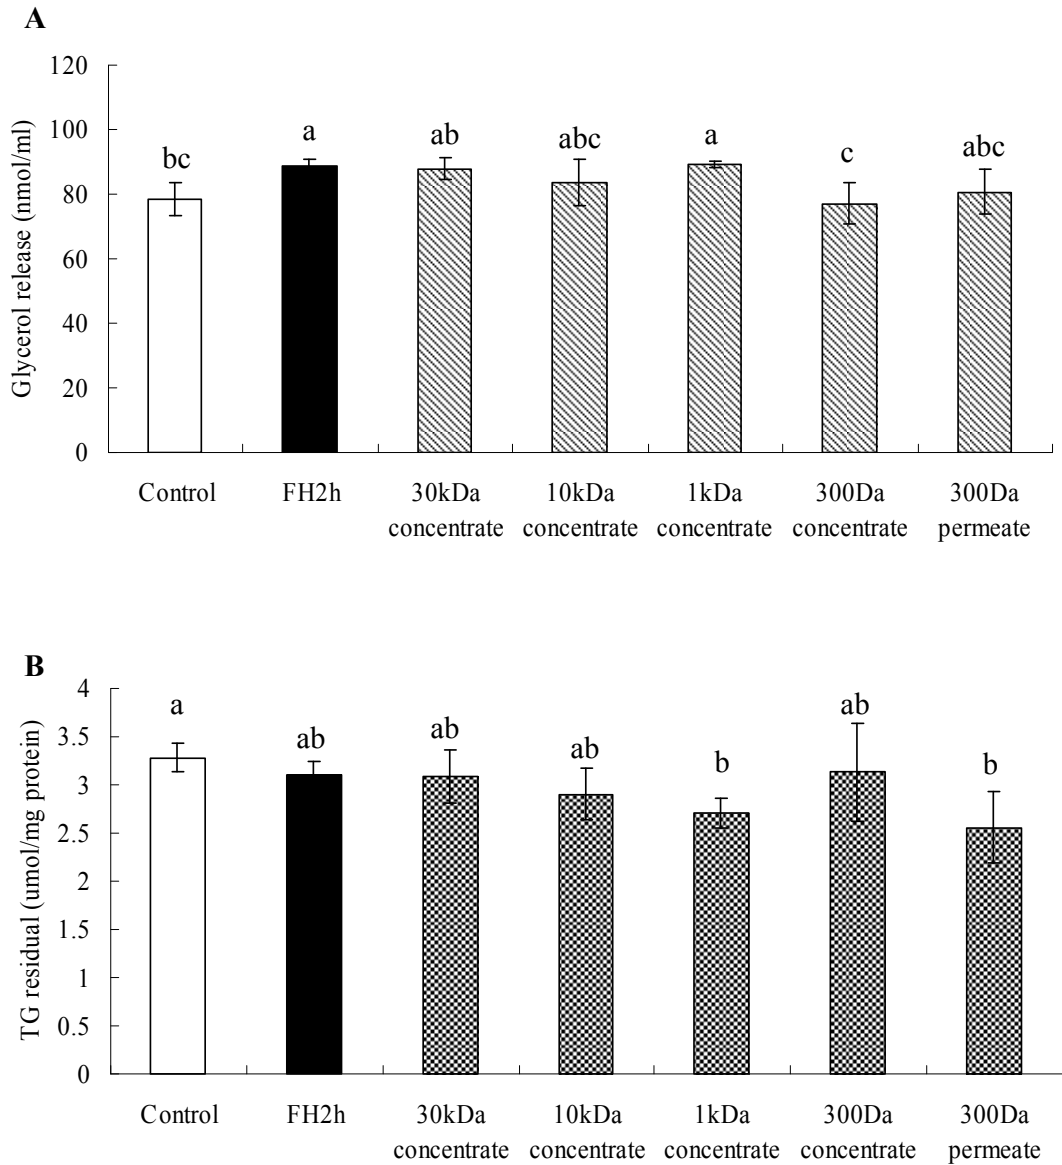 A
Glycerol release (nmol/ml)
120
100
80
60
40
20
0
bc
a
ab
abc
a
c
abc
Control
FH2h
30kDa
concentrate
10kDa
concentrate
1kDa
concentrate
300Da
concentrate
300Da
permeate
B
TG residual (umol/mg protein)
4
3.5
3
2.5
2
1.5
1
0.5
0
a
ab
ab
ab
b
ab
b
Control
FH2h
30kDa
concentrate
10kDa
concentrate
1kDa
concentrate
300Da
concentrate
300Da
permeate